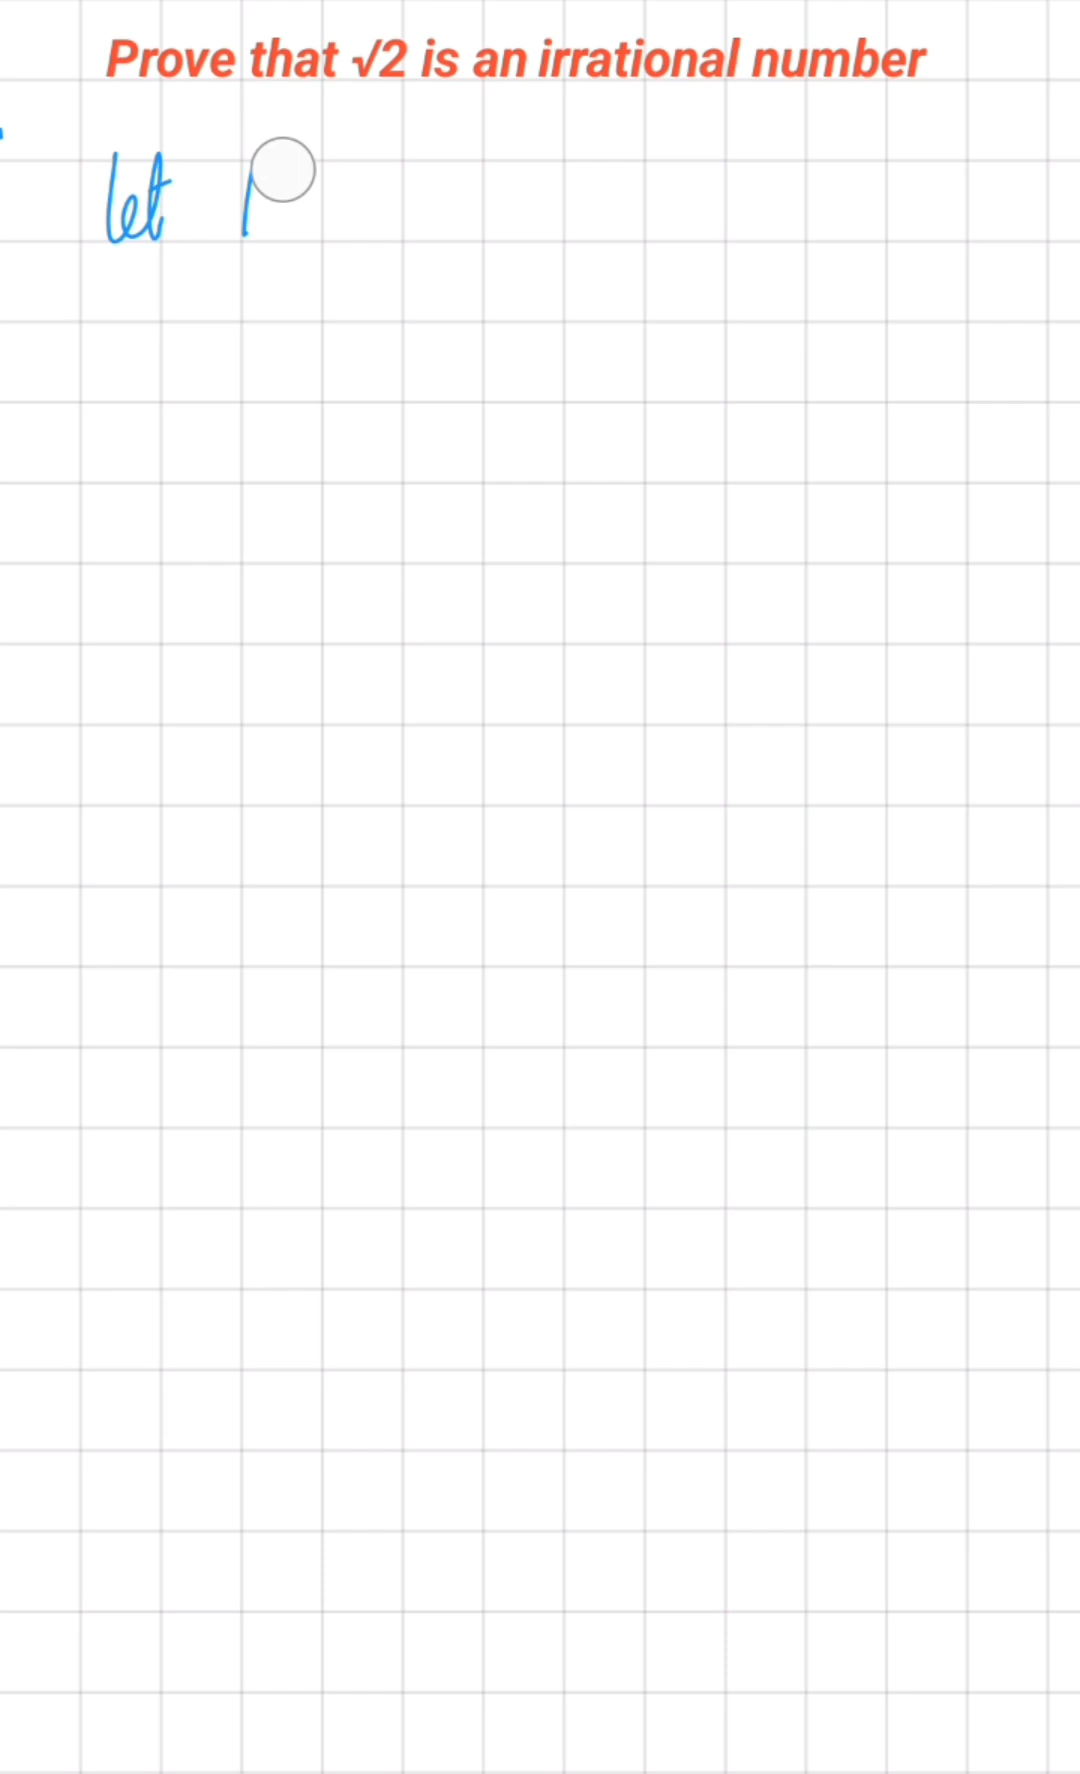 Prove that √2 is an irrational number
let